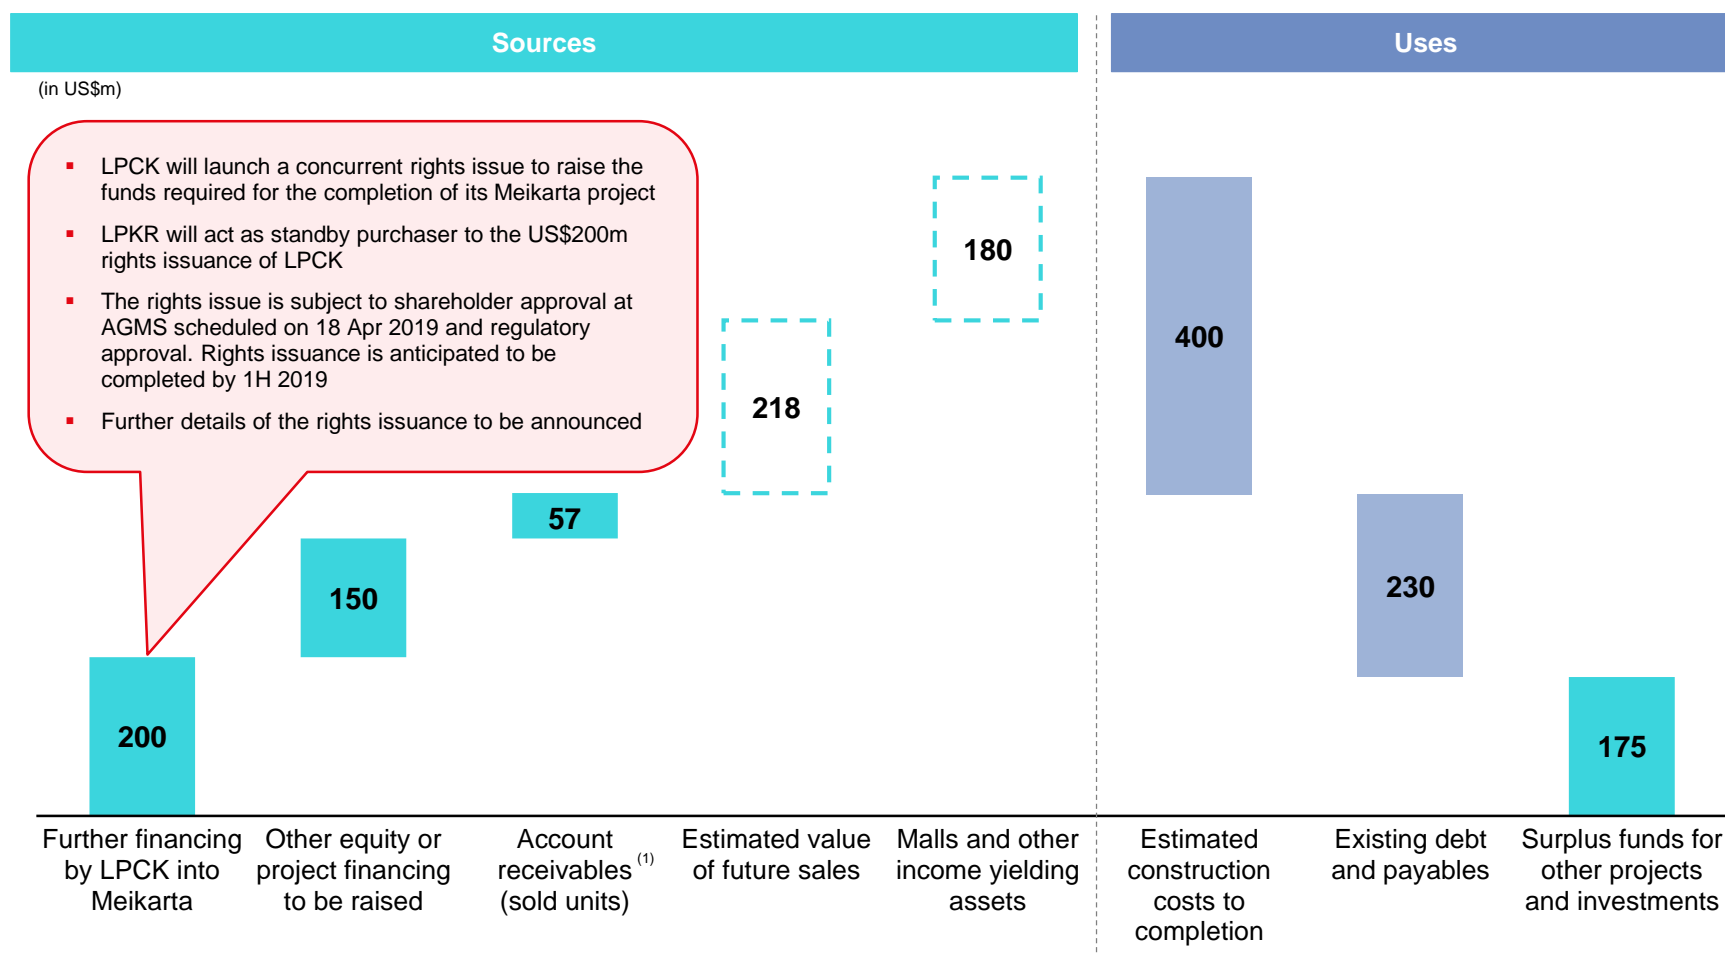 Sources
Uses
(in US$m)
▪ LPCK will launch a concurrent rights issue to raise the
funds required for the completion of its Meikarta project
▪ LPKR will act as standby purchaser to the US$200m
rights issuance of LPCK
▪ The rights issue is subject to shareholder approval at
AGMS scheduled on 18 Apr 2019 and regulatory
approval. Rights issuance is anticipated to be
completed by 1H 2019
▪ Further details of the rights issuance to be announced
200
150
57
218
180
400
230
175
Further financing
by LPCK into
Meikarta
Other equity or
project financing
to be raised
Account
receivables (1)
(sold units)
Estimated value
of future sales
Malls and other
income yielding
assets
Estimated
construction
costs to
completion
Existing debt
and payables
Surplus funds for
other projects
and investments